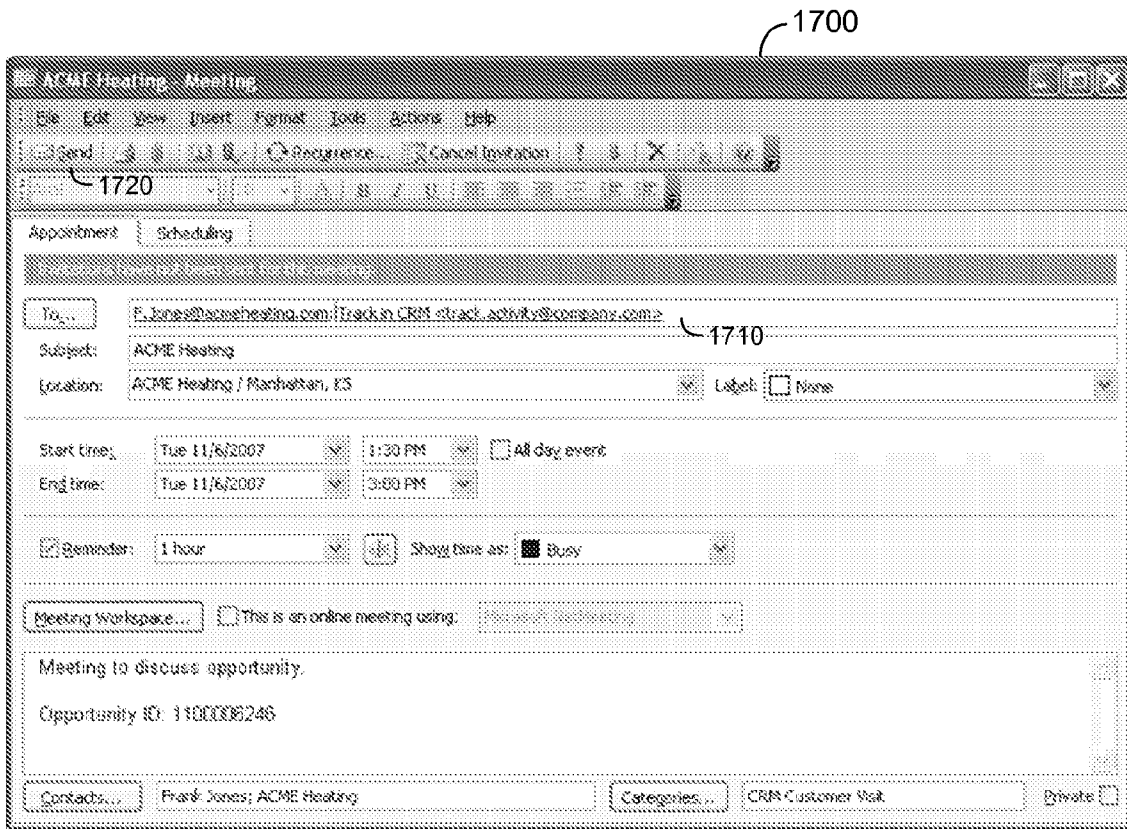 1700
ACME Heating - Meeting
File Edit View Insert Format Tools Actions Help
Send Recurrence... Cancel Invitation
1720
B I U
Appointment Scheduling
To... F.Jones@acmeheating.com; Track in CRM <track.activity@company.com>
1710
Subject: ACME Heating
Location: ACME Heating / Manhattan, KS Label: None
Start time: Tue 11/6/2007 1:30 PM All day event
End time: Tue 11/6/2007 3:00 PM
Reminder: 1 hour Show time as: Busy
Meeting Workspace... This is an online meeting using: Microsoft NetMeeting
Meeting to discuss opportunity.
Opportunity ID: 1100006246
Contacts... Frank Jones; ACME Heating Categories... CRM Customer Visit Private